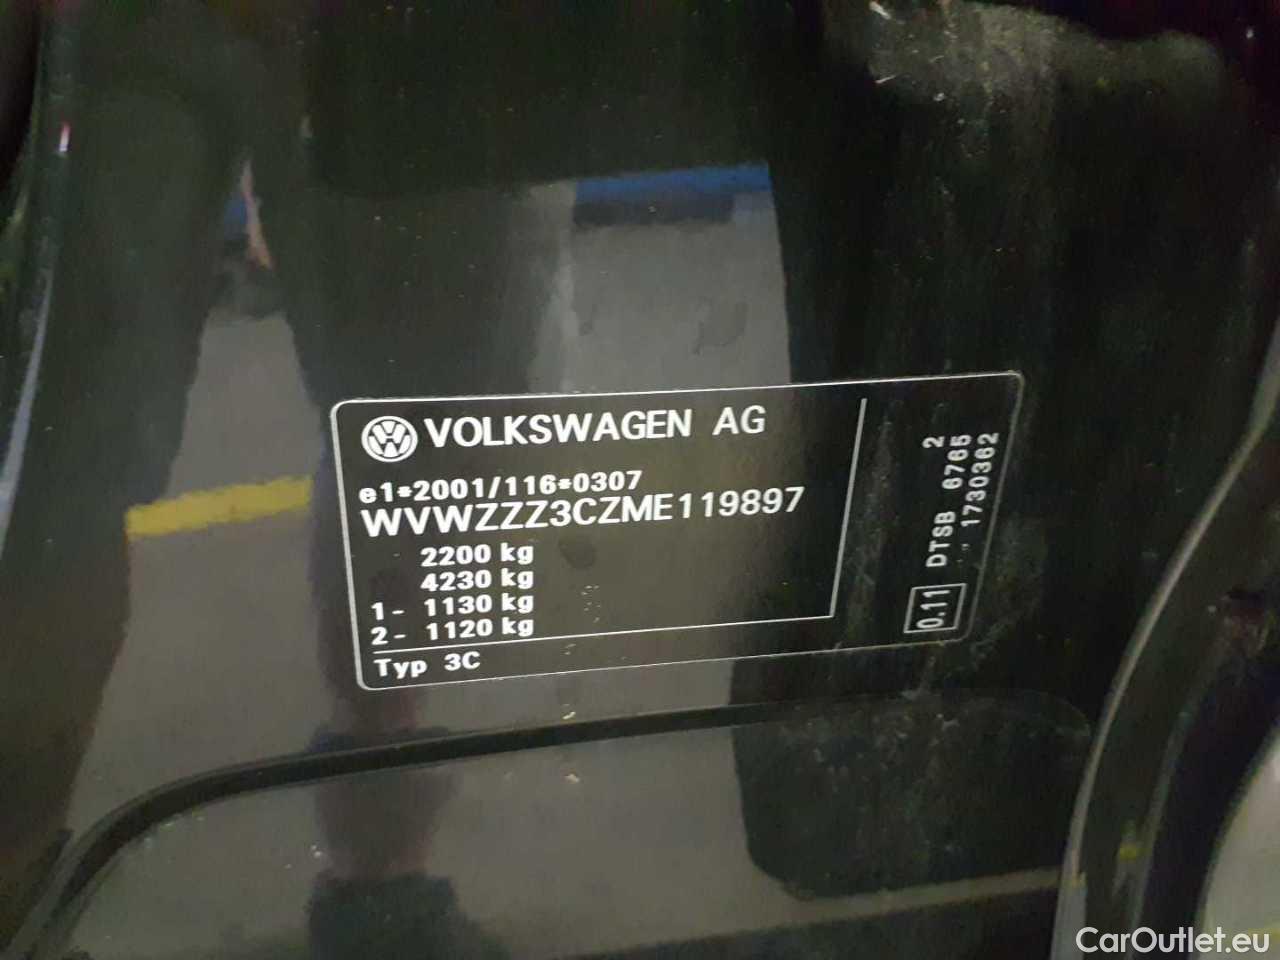 VOLKSWAGEN AG
e1*2001/116*0307
WVWZZZ3CZME119897
2200 kg
4230 kg
1- 1130 kg
2- 1120 kg
Typ 3C
2
DTSB 6765
- 1730362
0.11
CarOutlet.eu